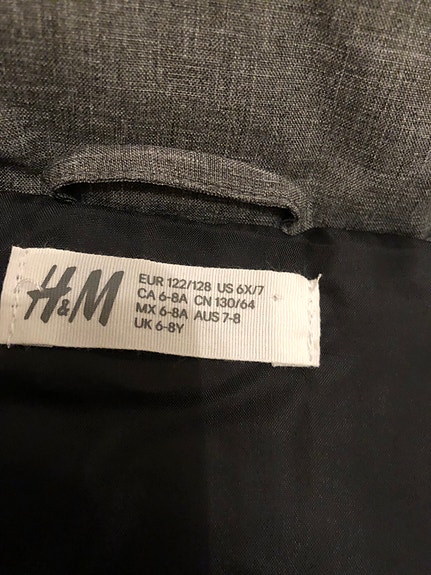 H&M
EUR 122/128 US 6X/7
CA 6-8A CN 130/64
MX 6-8A AUS 7-8
UK 6-8Y